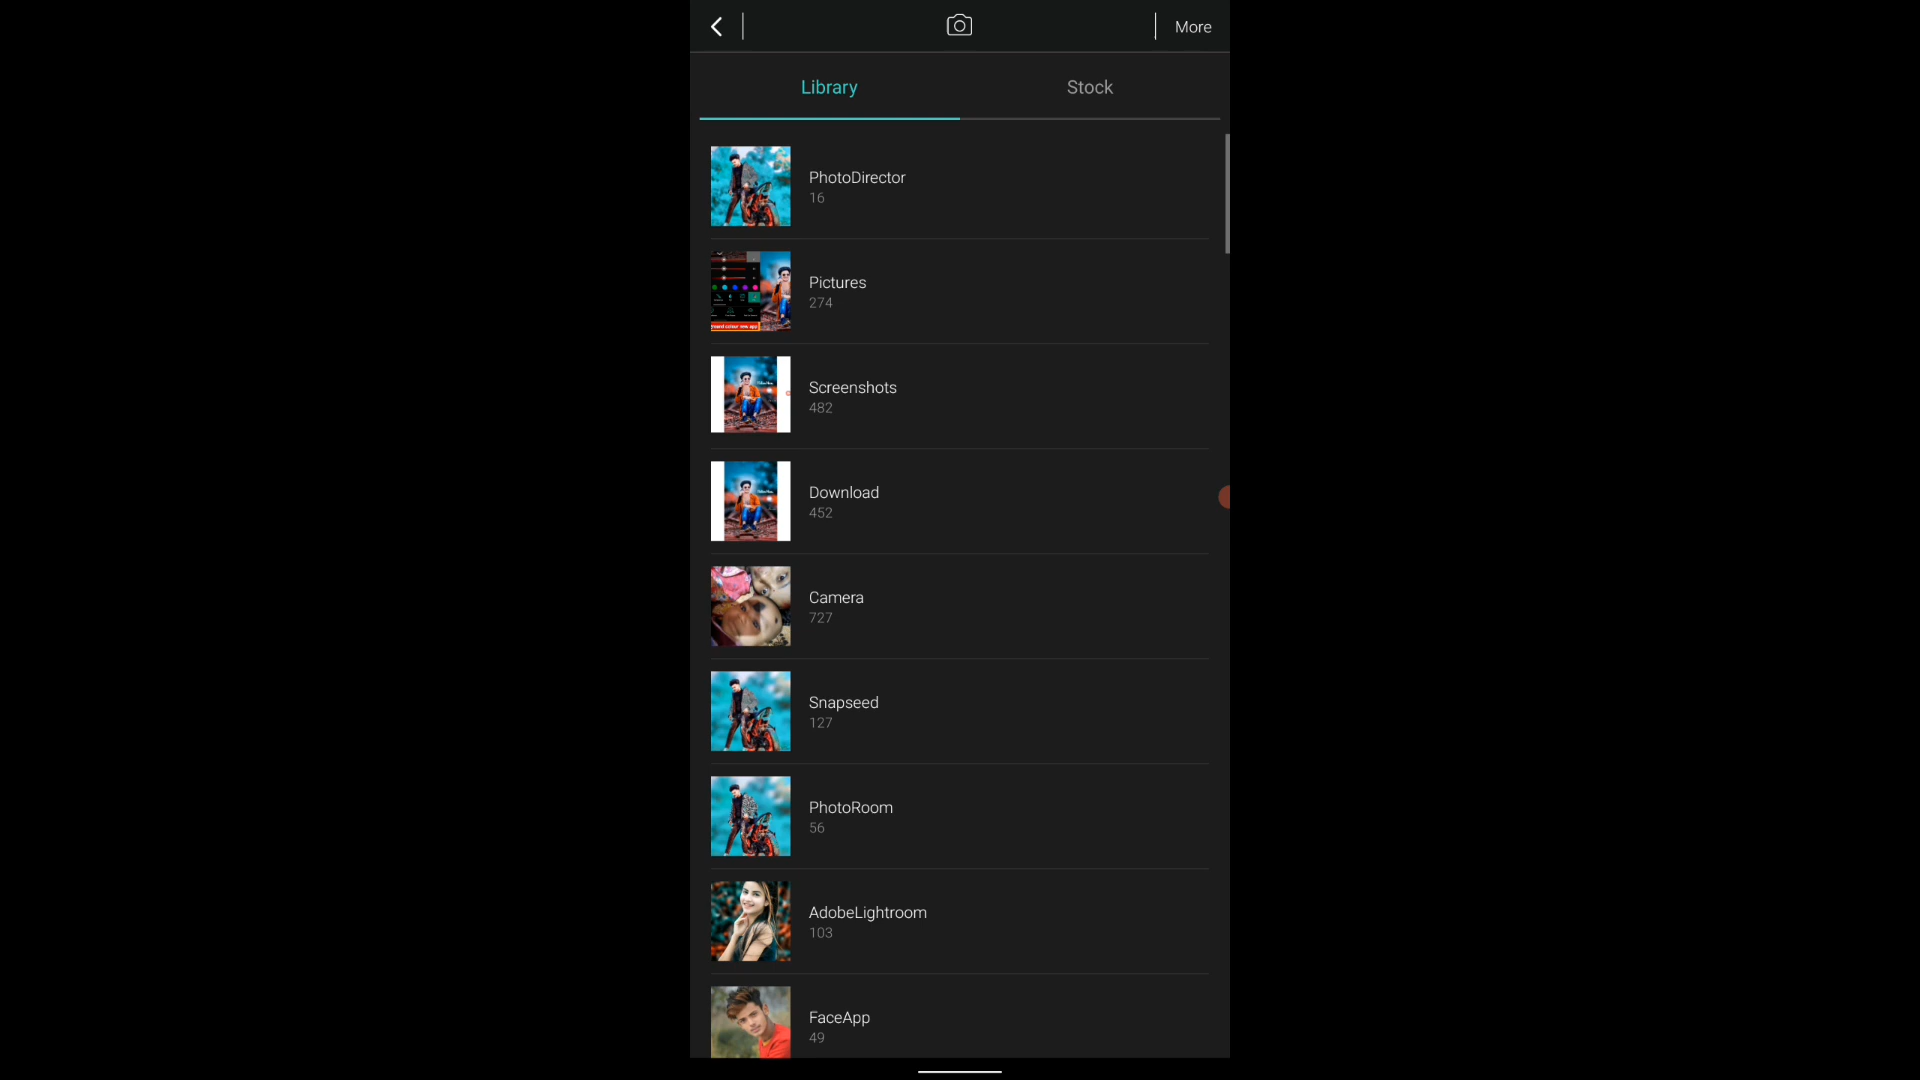 More
Library
Stock
PhotoDirector
16
Pictures
274
Screenshots
482
Download
452
Camera
727
Snapseed
127
PhotoRoom
56
AdobeLightroom
103
FaceApp
49